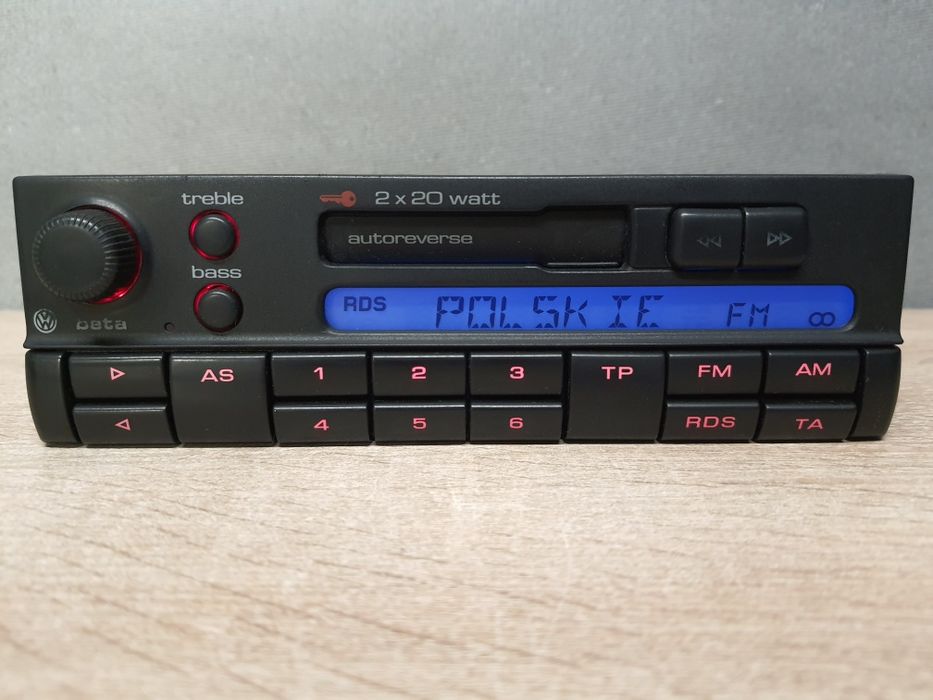 treble
2 x 20 watt
autoreverse
bass
RDS POLSKIE FM
beta
AS 1 2 3 TP FM AM
4 5 6 RDS TA